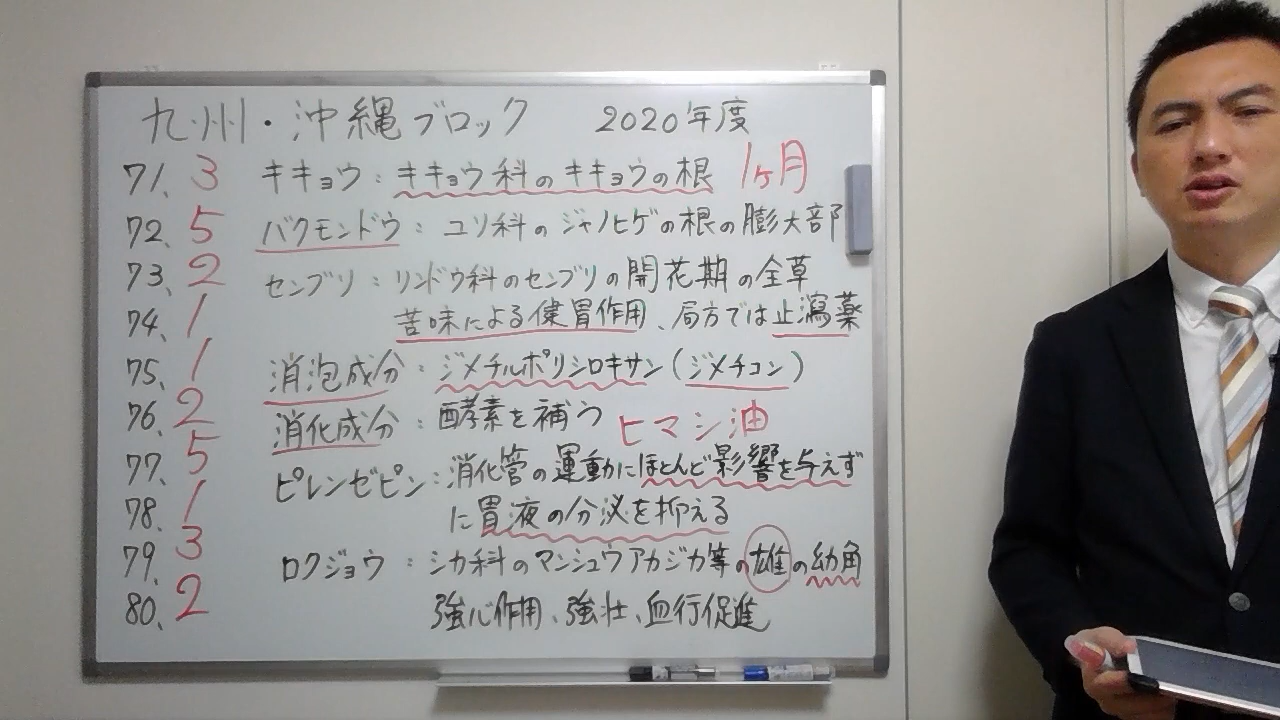 九州・沖縄ブロック 2020年度
71. 3 キキョウ：キキョウ科のキキョウの根 1ヶ月
72. 5 バクモンドウ：ユリ科のジャノヒゲの根の膨大部
73. 2 センブリ：リンドウ科のセンブリの開花期の全草
74. 1 苦味による健胃作用、局方では止瀉薬
75. 1 消泡成分：ジメチルポリシロキサン(ジメチコン)
76. 2 消化成分：酵素を補う ヒマシ油
77. 5 ピレンゼピン：消化管の運動にほとんど影響を与えず
78. 1 に胃液の分泌を抑える
79. 3 ロクジョウ：シカ科のマンシュウアカジカ等の雄の幼角
80. 2 強心作用、強壮、血行促進